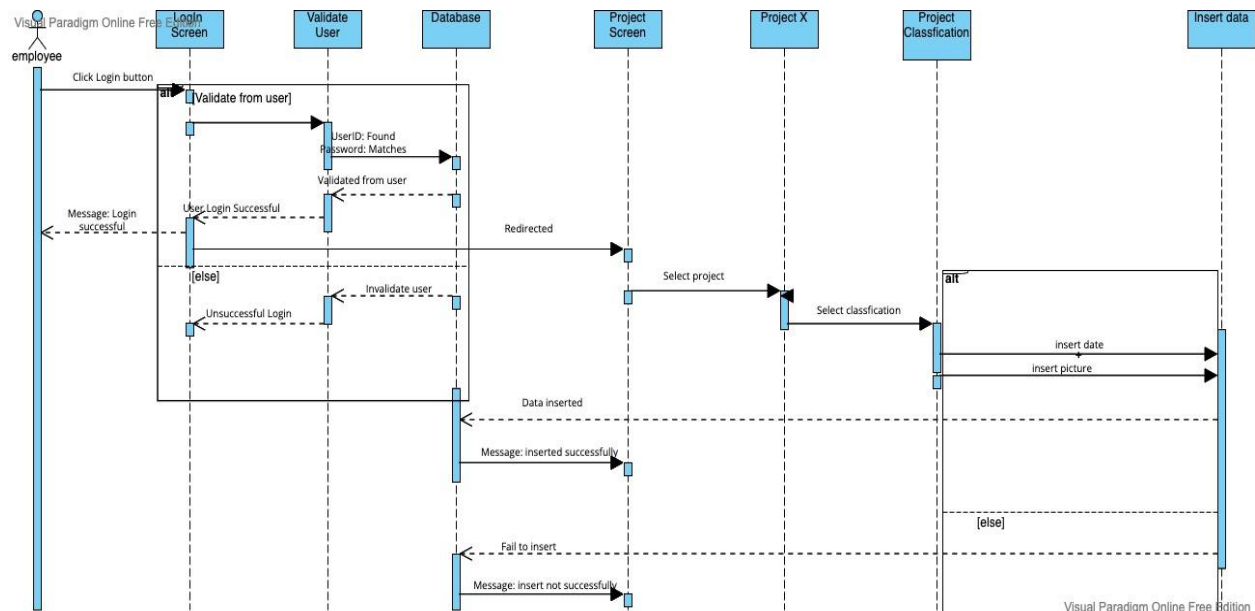 Visual Paradigm Online Free Edition
LogIn
Screen
Validate
User
Database
Project
Screen
Project X
Project
Classfication
Insert data
employee
Click Login button
alt
[Validate from user]
UserID: Found
Password: Matches
Validated from user
User Login Successful
Message: Login
successful
Redirected
[else]
Select project
alt
Invalidate user
Unsuccessful Login
Select classfication
insert date
+
insert picture
Data inserted
Message: inserted successfully
[else]
Fail to insert
Message: insert not successfully
Visual Paradigm Online Free Edition